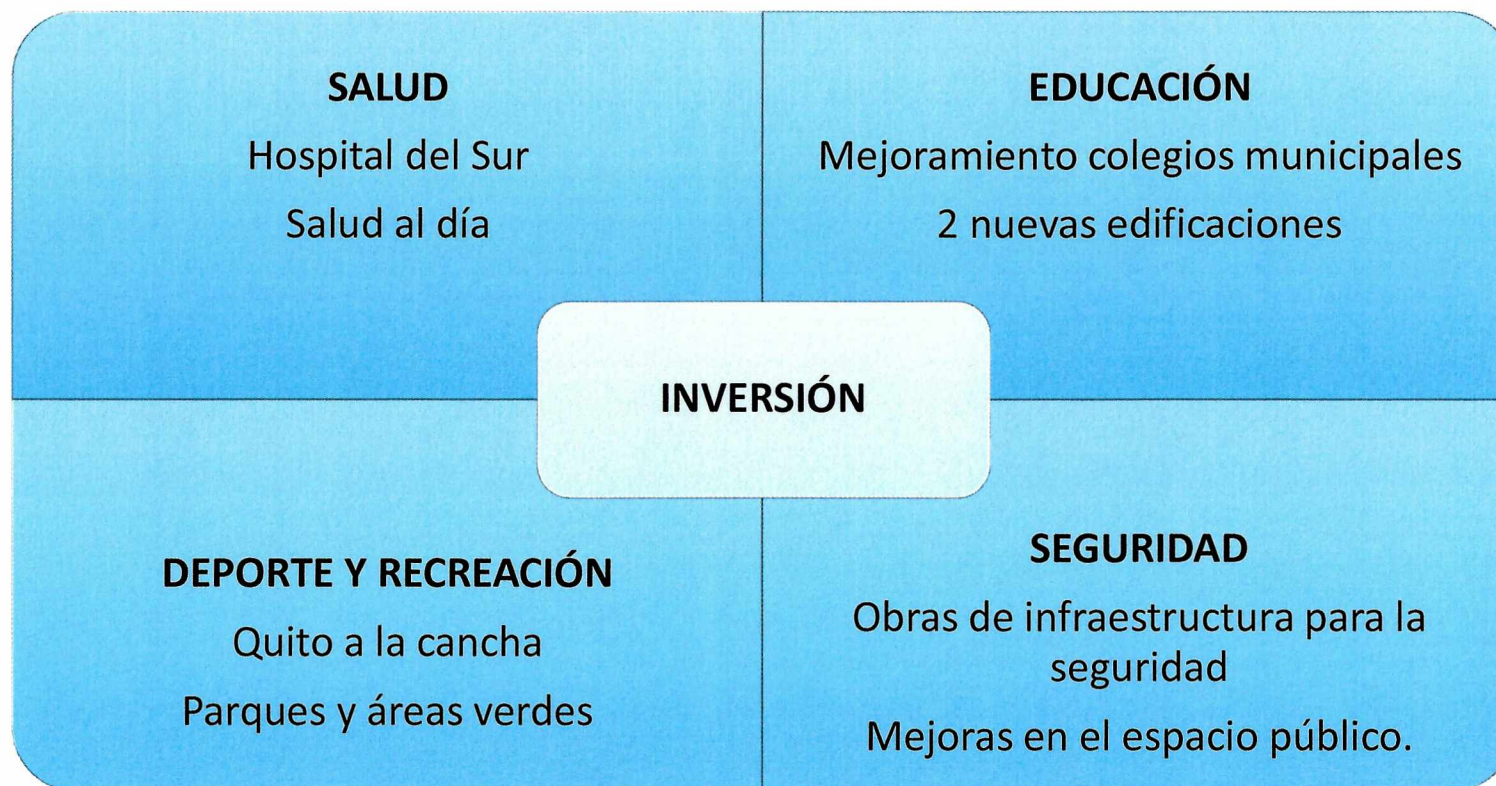 SALUD
Hospital del Sur
Salud al día
EDUCACIÓN
Mejoramiento colegios municipales
2 nuevas edificaciones
INVERSIÓN
DEPORTE Y RECREACIÓN
Quito a la cancha
Parques y áreas verdes
SEGURIDAD
Obras de infraestructura para la
seguridad
Mejoras en el espacio público.